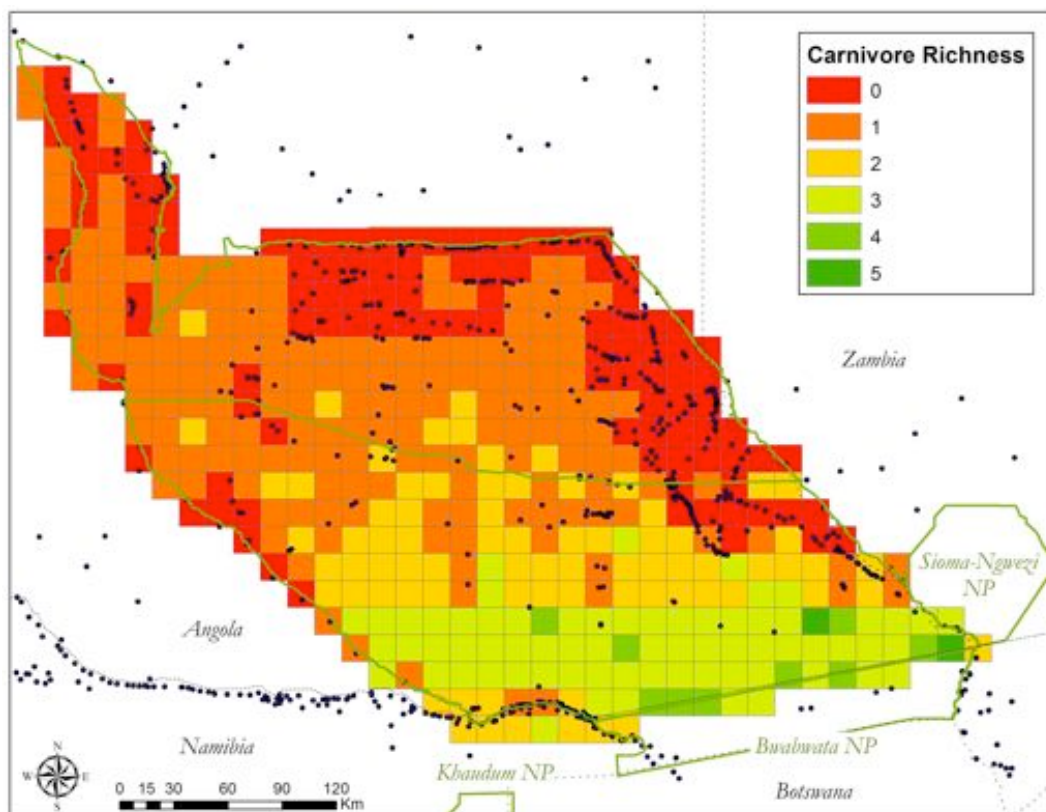 Carnivore Richness
0
1
2
3
4
5
Zambia
Sioma-Ngwezi
NP
Angola
Namibia
Khaudum NP
Bwabwata NP
Botswana
N
W E
S
0 15 30 60 90 120
Km